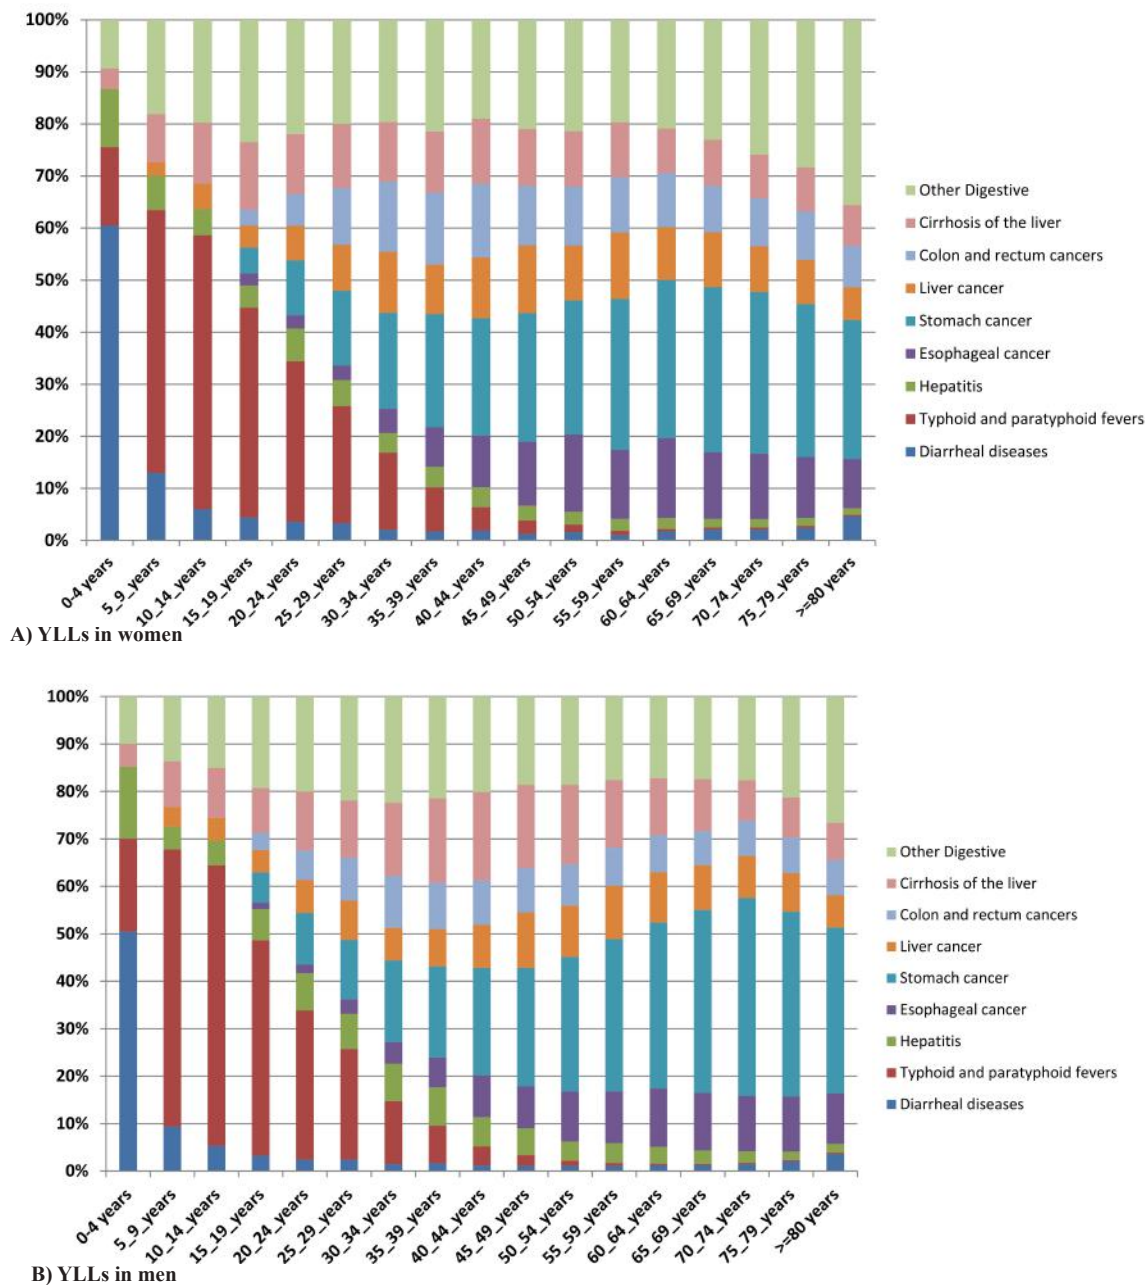 100%
90%
80%
70%
60%
50%
40%
30%
20%
10%
0%
Other Digestive
Cirrhosis of the liver
Colon and rectum cancers
Liver cancer
Stomach cancer
Esophageal cancer
Hepatitis
Typhoid and paratyphoid fevers
Diarrheal diseases
0-4 years
5_9_years
10_14_years
15_19_years
20_24_years
25_29_years
30_34_years
35_39_years
40_44_years
45_49_years
50_54_years
55_59_years
60_64_years
65_69_years
70_74_years
75_79_years
>=80 years
A) YLLs in women
100%
90%
80%
70%
60%
50%
40%
30%
20%
10%
0%
Other Digestive
Cirrhosis of the liver
Colon and rectum cancers
Liver cancer
Stomach cancer
Esophageal cancer
Hepatitis
Typhoid and paratyphoid fevers
Diarrheal diseases
0-4 years
5_9_years
10_14_years
15_19_years
20_24_years
25_29_years
30_34_years
35_39_years
40_44_years
45_49_years
50_54_years
55_59_years
60_64_years
65_69_years
70_74_years
75_79_years
>=80 years
B) YLLs in men